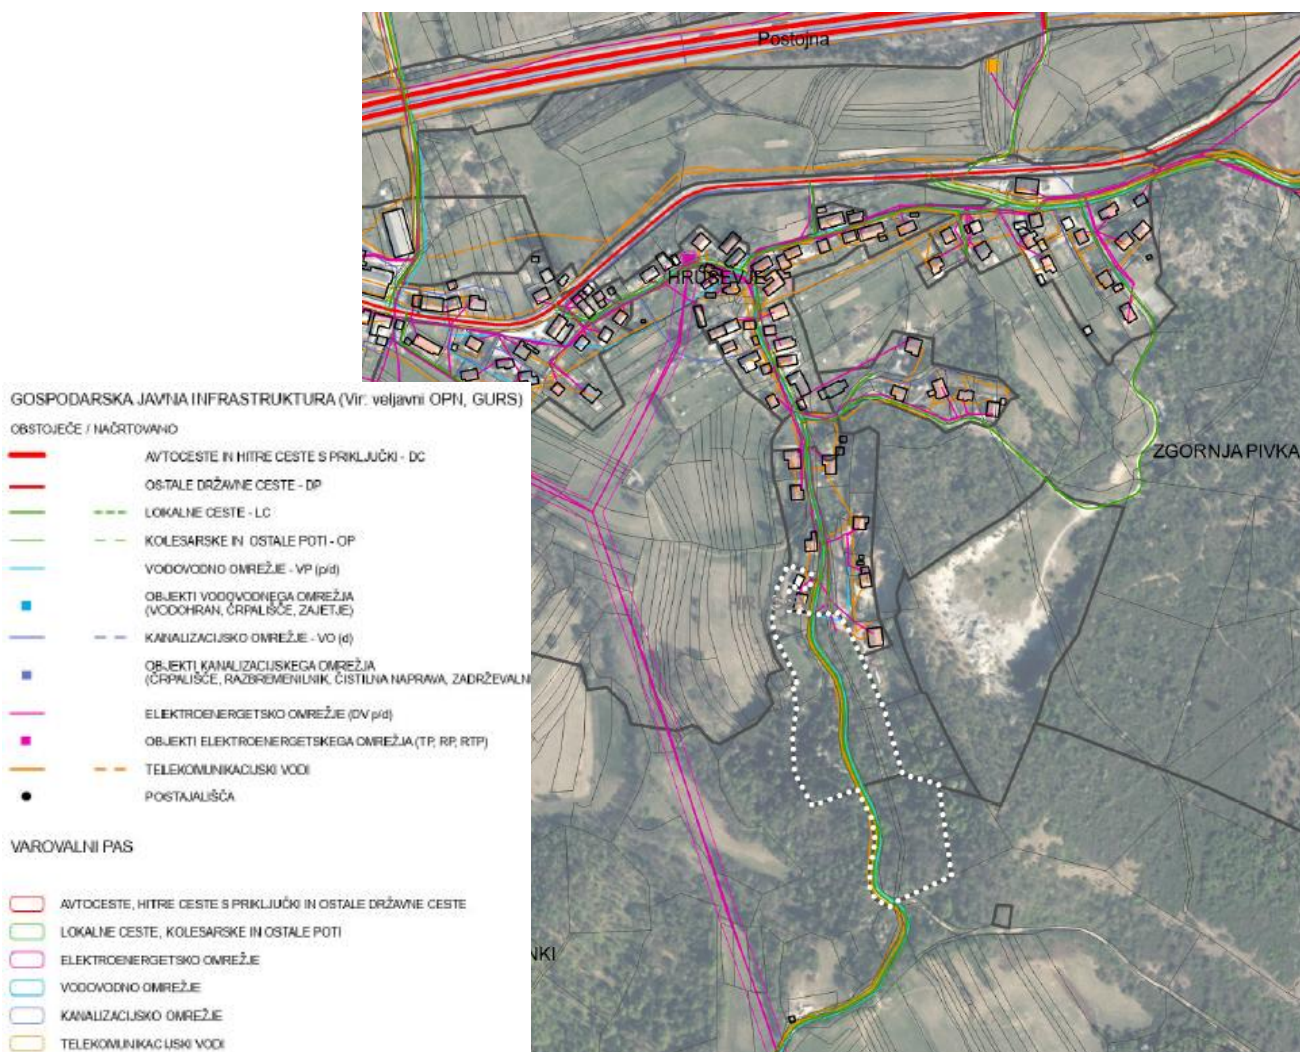 Postojna
HRUŠEVJE
GOSPODARSKA JAVNA INFRASTRUKTURA (Vir: veljavni OPN, GURS)
OBSTOJEČE / NAČRTOVANO
AVTOCESTE IN HITRE CESTE S PRIKLJUČKI - DC
OSTALE DRŽAVNE CESTE - DP
LOKALNE CESTE - LC
KOLESARSKE IN OSTALE POTI - OP
VODOVODNO OMREŽJE - VP (p/d)
OBJEKTI VODOVODNEGA OMREŽJA
(VODOHRAN, ČRPALIŠČE, ZAJETJE)
KANALIZACIJSKO OMREŽJE - VO (d)
OBJEKTI KANALIZACIJSKEGA OMREŽJA
(ČRPALIŠČE, RAZBREMENILNIK, ČISTILNA NAPRAVA, ZADRŽEVALNI
ELEKTROENERGETSKO OMREŽJE (DV p/d)
OBJEKTI ELEKTROENERGETSKEGA OMREŽJA (TP, RP, RTP)
TELEKOMUNIKACIJSKI VODI
POSTAJALIŠČA
ZGORNJA PIVKA
VAROVALNI PAS
AVTOCESTE, HITRE CESTE S PRIKLJUČKI IN OSTALE DRŽAVNE CESTE
LOKALNE CESTE, KOLESARSKE IN OSTALE POTI
ELEKTROENERGETSKO OMREŽJE
VODOVODNO OMREŽJE
KANALIZACIJSKO OMREŽJE
TELEKOMUNIKACIJSKI VODI
NKI